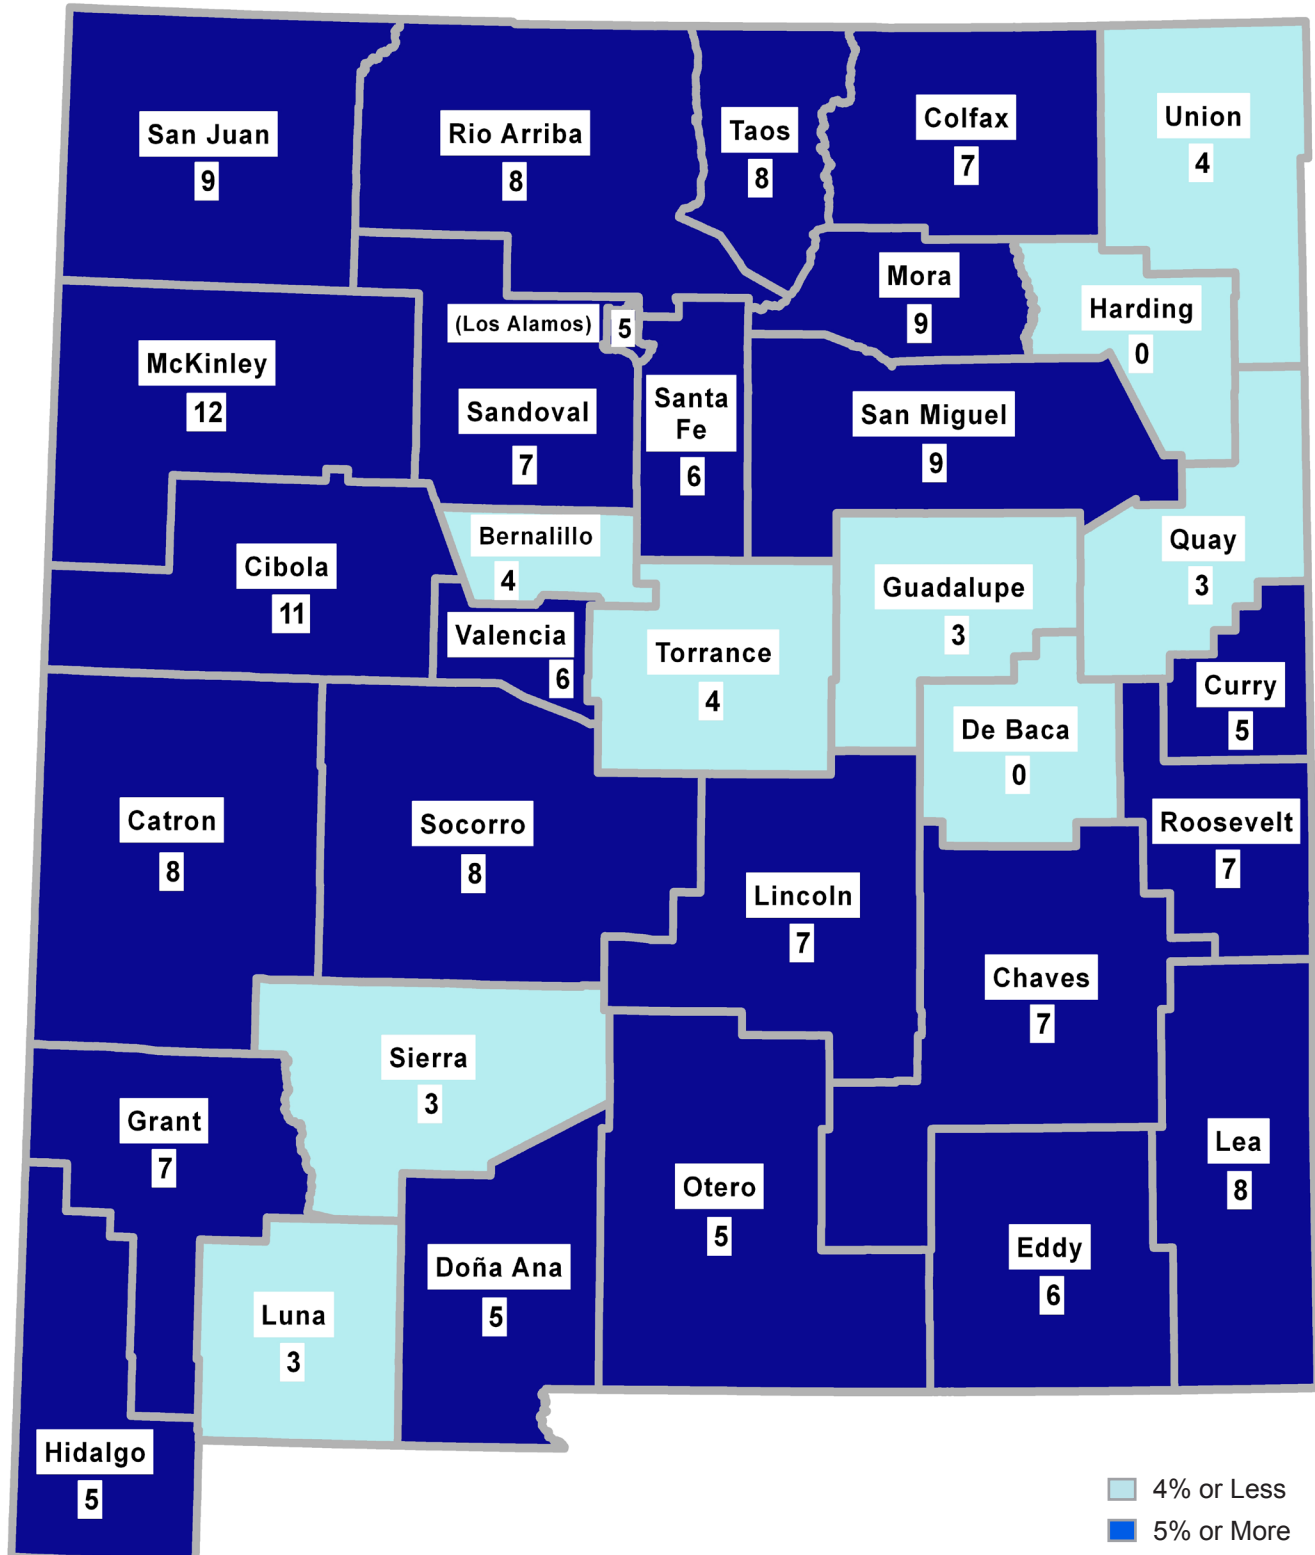 San Juan
9
Rio Arriba
8
Taos
8
Colfax
7
Union
4
Mora
9
Harding
0
(Los Alamos)
5
McKinley
12
Sandoval
7
Santa
Fe
6
San Miguel
9
Bernalillo
4
Cibola
11
Valencia
6
Torrance
4
Guadalupe
3
Quay
3
Curry
5
De Baca
0
Roosevelt
7
Catron
8
Socorro
8
Lincoln
7
Chaves
7
Sierra
3
Grant
7
Otero
5
Lea
8
Eddy
6
Doña Ana
5
Luna
3
Hidalgo
5
4% or Less
5% or More